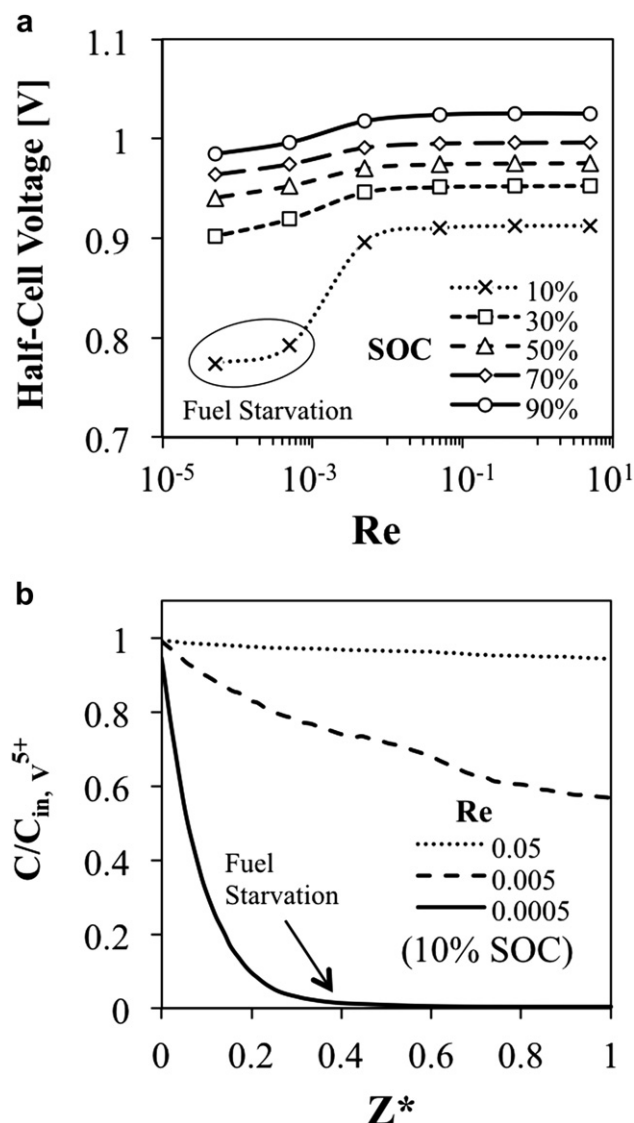 a
Half-Cell Voltage [V]
1.1
1
0.9
0.8
0.7
Fuel Starvation
SOC
10%
30%
50%
70%
90%
10⁻⁵
10⁻³
10⁻¹
10¹
Re
b
C/C_in, V⁵⁺
1
0.8
0.6
0.4
0.2
0
Fuel
Starvation
Re
0.05
0.005
0.0005
(10% SOC)
0
0.2
0.4
0.6
0.8
1
Z*